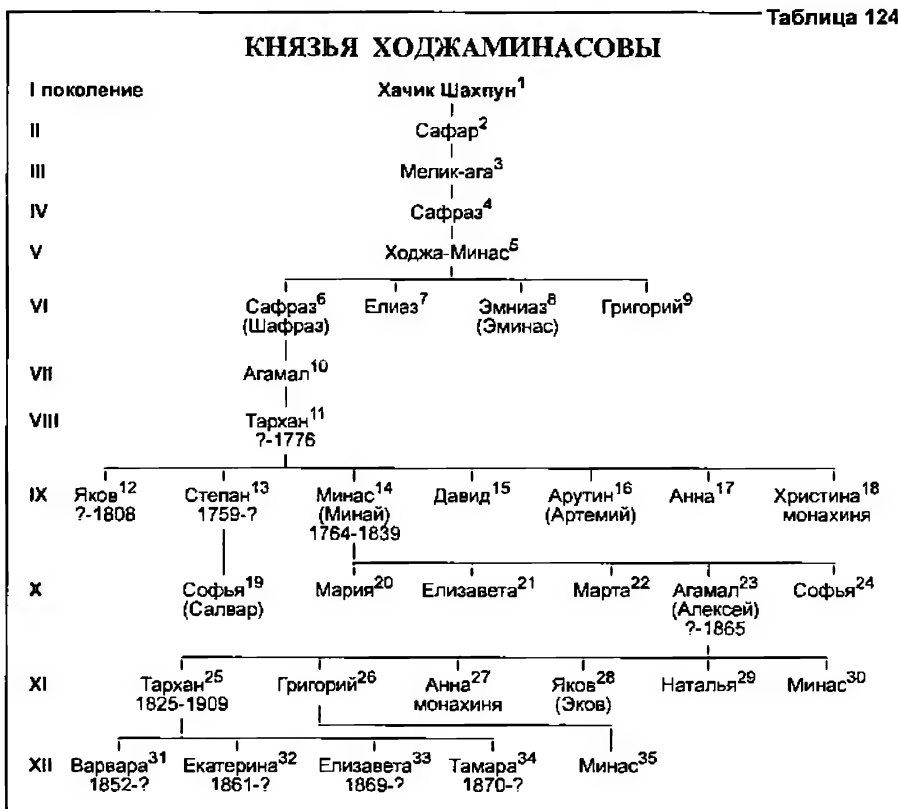 Таблица 124
КНЯЗЬЯ ХОДЖАМИНАСОВЫ
I поколение Хачик Шахпун1
II Сафар2
III Мелик-ага3
IV Сафраз4
V Ходжа-Минас5
VI Сафраз6 Елиаз7 Эмниаз8 Григорий9
(Шафраз) (Эминас)
VII Агамал10
VIII Тархан11
?-1776
IX Яков12 Степан13 Минас14 Давид15 Арутин16 Анна17 Христина18
?-1808 1759-? (Минай) (Артемий) монахиня
1764-1839
X Софья19 Мария20 Елизавета21 Марта22 Агамал23 Софья24
(Салвар) (Алексей)
?-1865
XI Тархан25 Григорий26 Анна27 Яков28 Наталья29 Минас30
1825-1909 монахиня (Эков)
XII Варвара31 Екатерина32 Елизавета33 Тамара34 Минас35
1852-? 1861-? 1869-? 1870-?